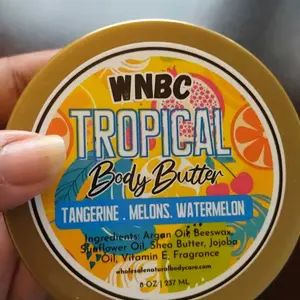 WNBC
TROPICAL
Body Butter
TANGERINE . MELONS. WATERMELON
Ingredients: Argan Oil, Beeswax,
Sunflower Oil, Shea Butter, Jojoba
Oil, Vitamin E, Fragrance
wholesalenaturalbodycare.com
8 OZ / 237 ML